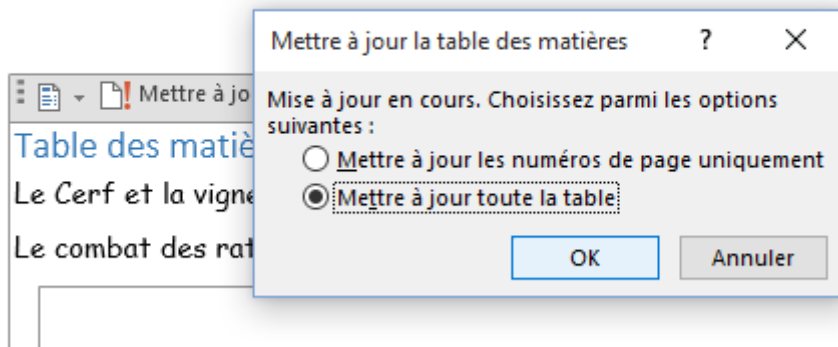 Mettre à jour la table des matières ?
Mettre à jo
Mise à jour en cours. Choisissez parmi les options
suivantes :
Mettre à jour les numéros de page uniquement
Mettre à jour toute la table
OK Annuler
Table des matiè
Le Cerf et la vigne
Le combat des rat